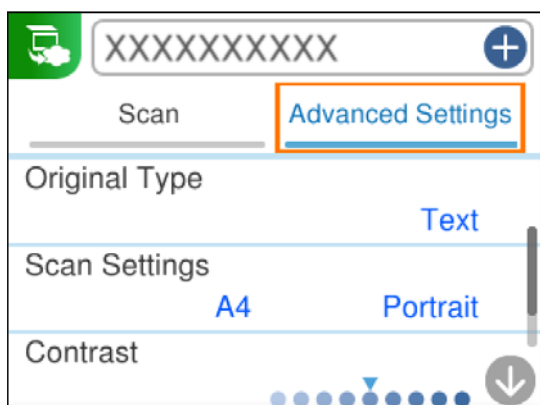 XXXXXXXXXX
Scan Advanced Settings
Original Type
Text
Scan Settings
A4 Portrait
Contrast